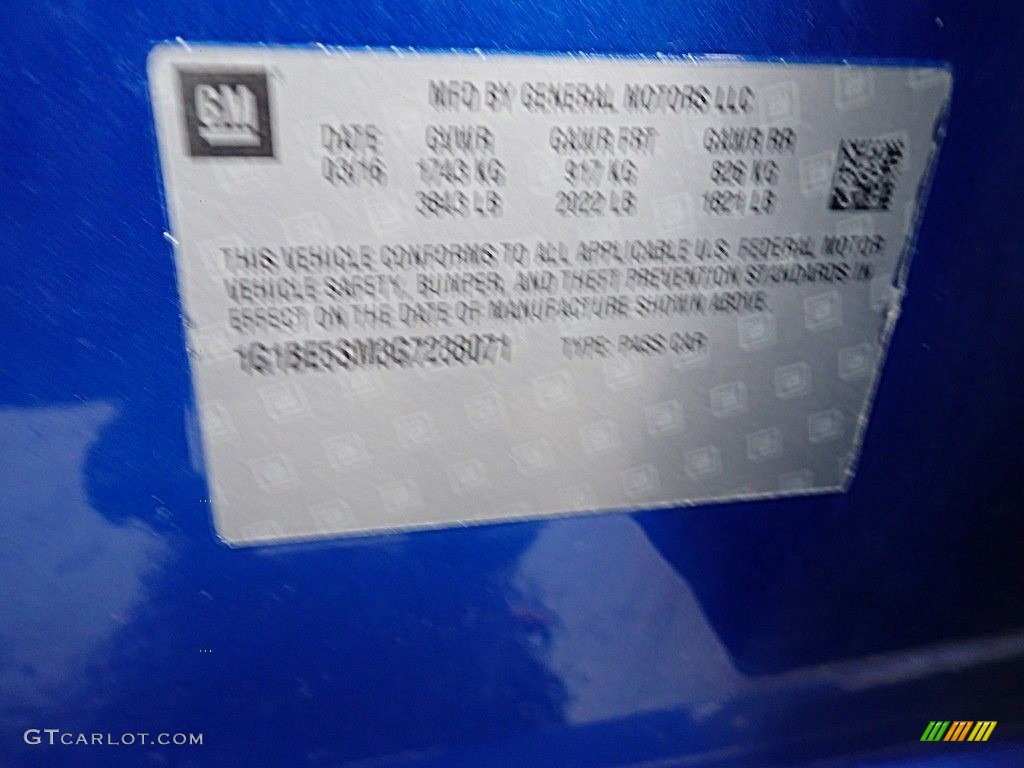 GM
MFD BY GENERAL MOTORS LLC
DATE GVWR GAWR FRT GAWR RR
03/16 1743 KG 917 KG 826 KG
3843 LB 2022 LB 1821 LB
THIS VEHICLE CONFORMS TO ALL APPLICABLE U.S. FEDERAL MOTOR
VEHICLE SAFETY, BUMPER, AND THEFT PREVENTION STANDARDS IN
EFFECT ON THE DATE OF MANUFACTURE SHOWN ABOVE.
TYPE: PASS CAR
GTCARLOT.COM